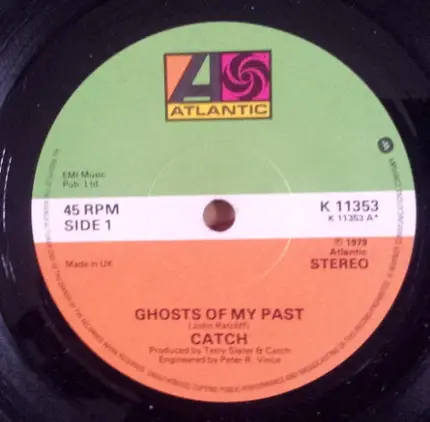 ATLANTIC
EMI Music
Pub. Ltd.
45 RPM
SIDE 1
K 11353
K 11353 A*
Made in UK
℗ 1979
Atlantic
STEREO
GHOSTS OF MY PAST
(John Ratcliff)
CATCH
Produced by Terry Slater & Catch
Engineered by Peter R. Vince